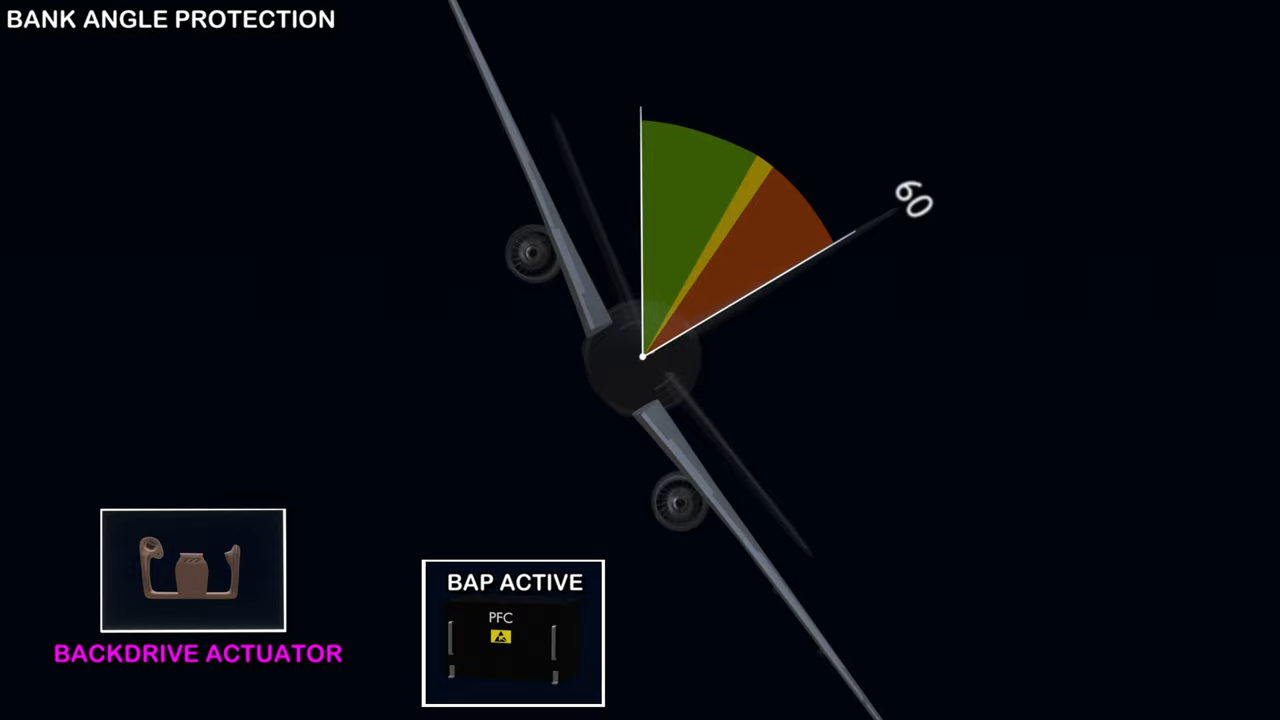 BANK ANGLE PROTECTION
60
BAP ACTIVE
PFC
BACKDRIVE ACTUATOR